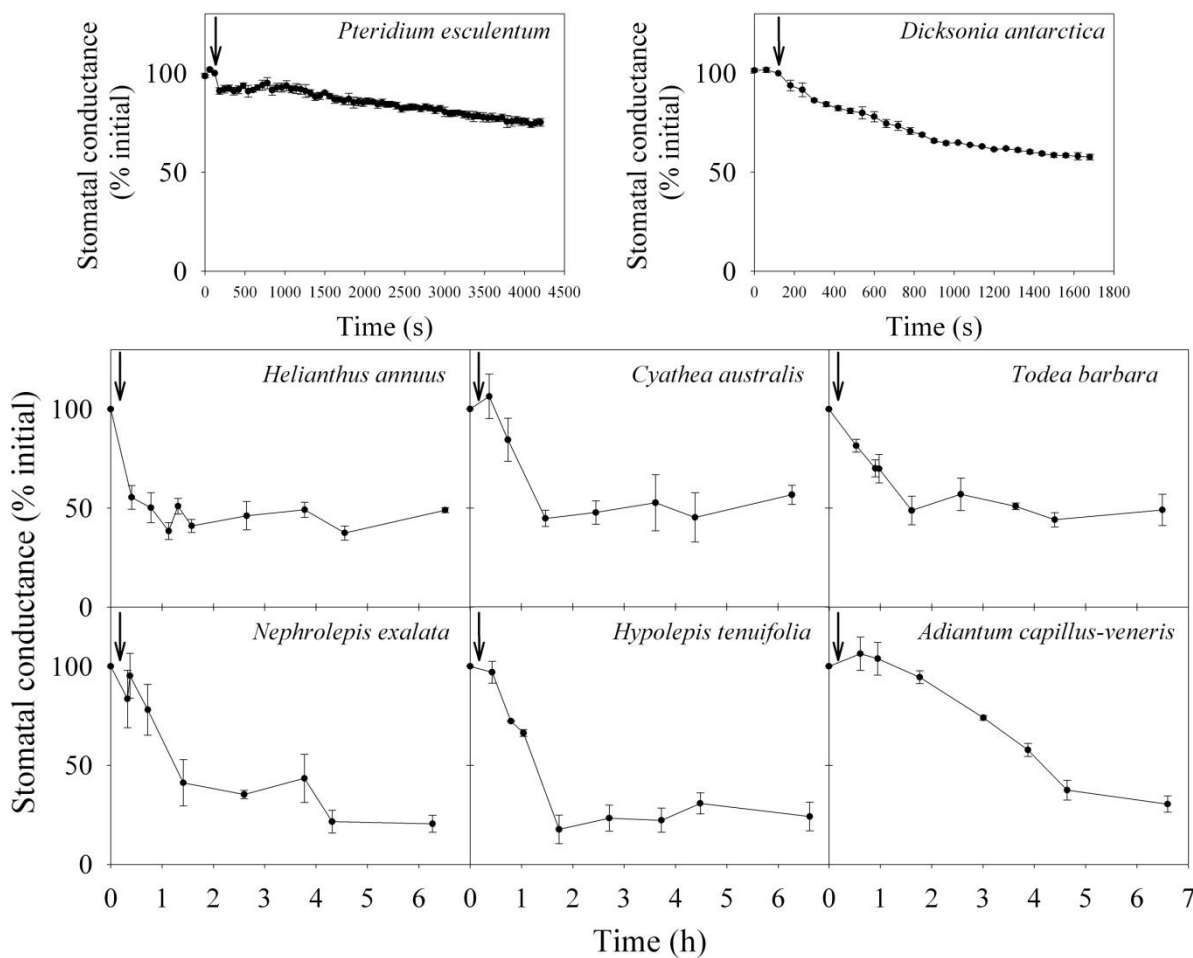 Pteridium esculentum
Stomatal conductance
(% initial)
100
50
0
0 500 1000 1500 2000 2500 3000 3500 4000 4500
Time (s)
Dicksonia antarctica
Stomatal conductance
(% initial)
100
50
0
0 200 400 600 800 1000 1200 1400 1600 1800
Time (s)
Stomatal conductance (% initial)
Helianthus annuus
Cyathea australis
Todea barbara
100
50
0
Nephrolepis exalata
Hypolepis tenuifolia
Adiantum capillus-veneris
100
50
0
0 1 2 3 4 5 6 0 1 2 3 4 5 6 0 1 2 3 4 5 6 7
Time (h)